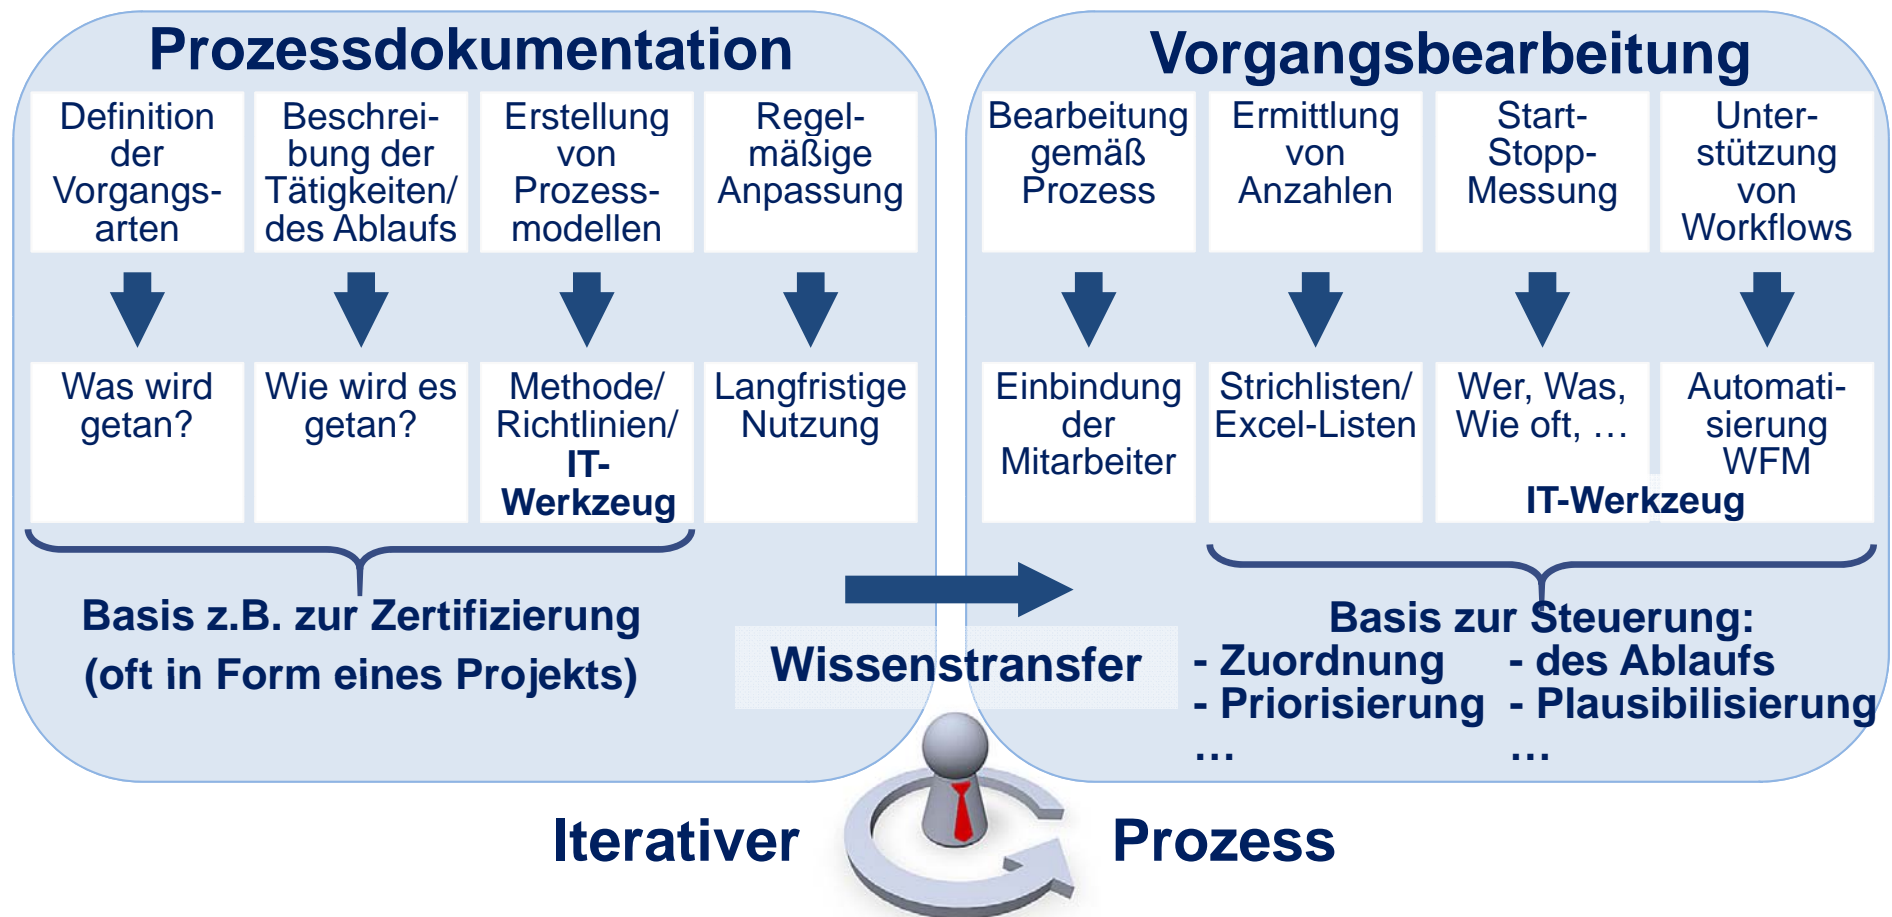 Prozessdokumentation
Definition
der
Vorgangs-
arten
Beschrei-
bung der
Tätigkeiten/
des Ablaufs
Erstellung
von
Prozess-
modellen
Regel-
mäßige
Anpassung
Was wird
getan?
Wie wird es
getan?
Methode/
Richtlinien/
IT-
Werkzeug
Langfristige
Nutzung
Basis z.B. zur Zertifizierung
(oft in Form eines Projekts)
Wissenstransfer
Vorgangsbearbeitung
Bearbeitung
gemäß
Prozess
Ermittlung
von
Anzahlen
Start-
Stopp-
Messung
Unter-
stützung
von
Workflows
Einbindung
der
Mitarbeiter
Strichlisten/
Excel-Listen
Wer, Was,
Wie oft, …
Automati-
sierung
WFM
IT-Werkzeug
Basis zur Steuerung:
- Zuordnung - des Ablaufs
- Priorisierung - Plausibilisierung
… …
Iterativer Prozess